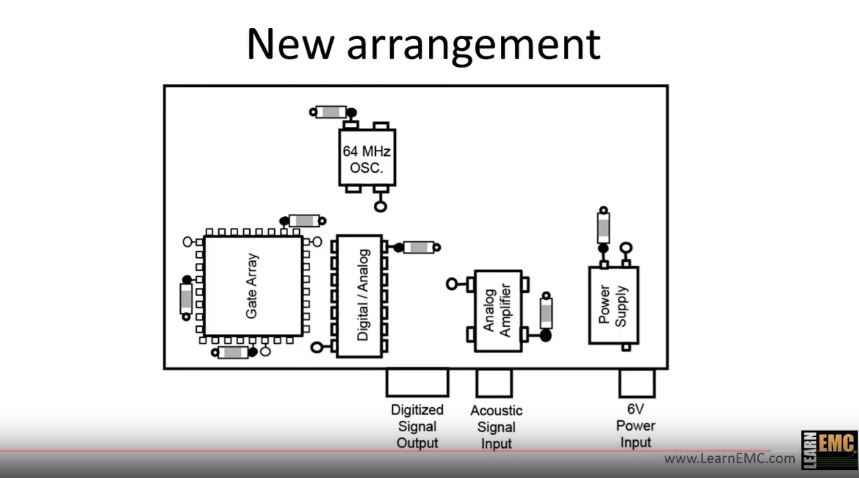 New arrangement
64 MHz
OSC.
Gate Array
Digital / Analog
Analog
Amplifier
Power
Supply
Digitized
Signal
Output
Acoustic
Signal
Input
6V
Power
Input
www.LearnEMC.com
LEARN
EMC